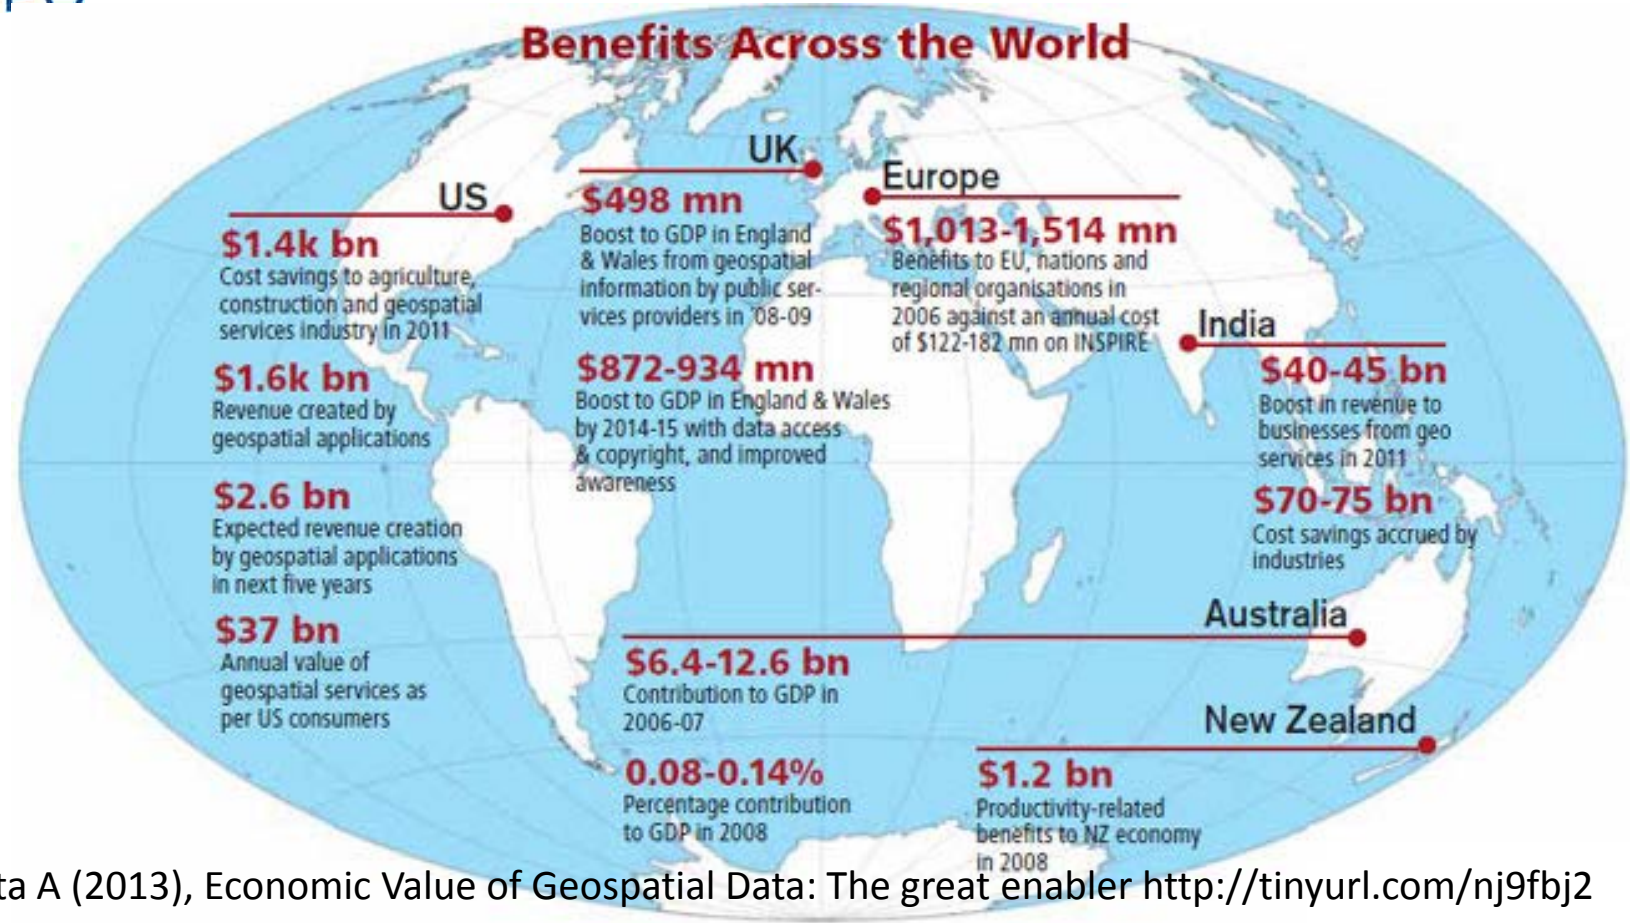 Benefits Across the World
US
$1.4k bn
Cost savings to agriculture,
construction and geospatial
services industry in 2011
$1.6k bn
Revenue created by
geospatial applications
$2.6 bn
Expected revenue creation
by geospatial applications
in next five years
$37 bn
Annual value of
geospatial services as
per US consumers
UK
$498 mn
Boost to GDP in England
& Wales from geospatial
information by public ser-
vices providers in '08-09
$872-934 mn
Boost to GDP in England & Wales
by 2014-15 with data access
& copyright, and improved
awareness
Europe
$1,013-1,514 mn
Benefits to EU, nations and
regional organisations in
2006 against an annual cost
of $122-182 mn on INSPIRE
India
$40-45 bn
Boost in revenue to
businesses from geo
services in 2011
$70-75 bn
Cost savings accrued by
industries
Australia
$6.4-12.6 bn
Contribution to GDP in
2006-07
0.08-0.14%
Percentage contribution
to GDP in 2008
New Zealand
$1.2 bn
Productivity-related
benefits to NZ economy
in 2008
A (2013), Economic Value of Geospatial Data: The great enabler http://tinyurl.com/nj9fbj2